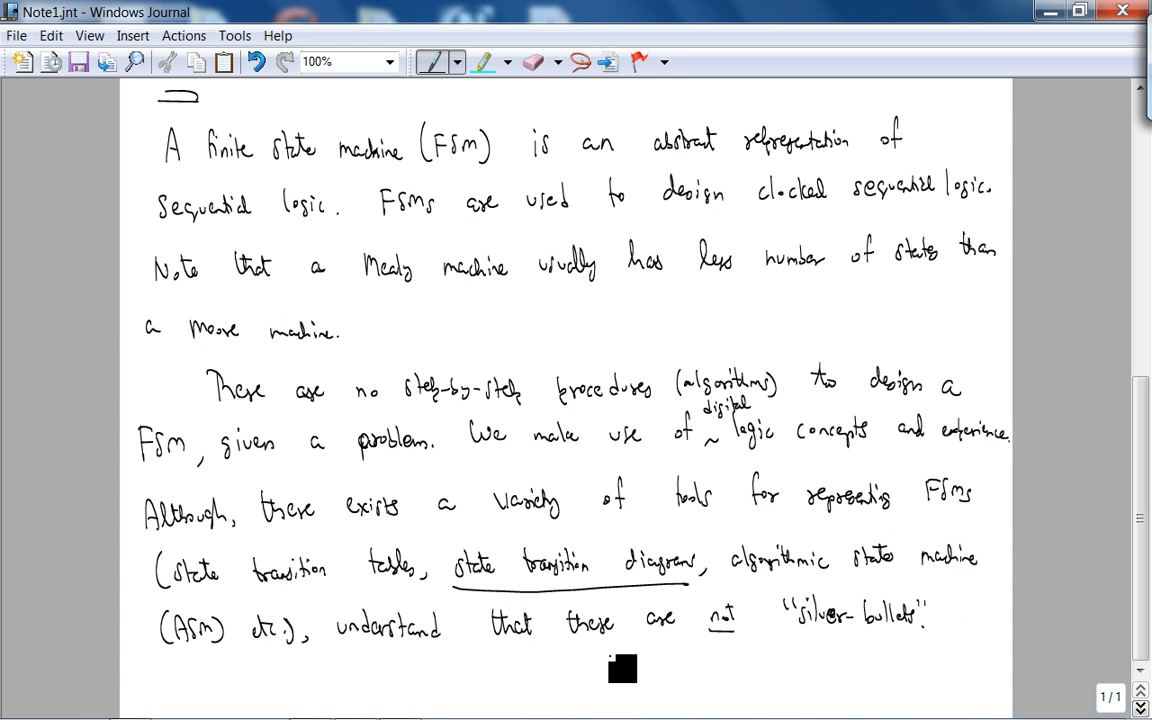 Note1.jnt - Windows Journal
File Edit View Insert Actions Tools Help
100%
A finite state machine (FSM) is an abstract representation of
sequential logic. FSMs are used to design clocked sequential logic.
Note that a Mealy machine usually has less number of states than
a Moore machine.
There are no step-by-step procedures (algorithms) to design a
FSM, given a problem. We make use of digital logic concepts and experience.
Although, there exists a variety of tools for representing FSMs
(state transition tables, state transition diagrams, algorithmic state machine
(ASM) etc.), understand that these are not "silver-bullets".
1/1